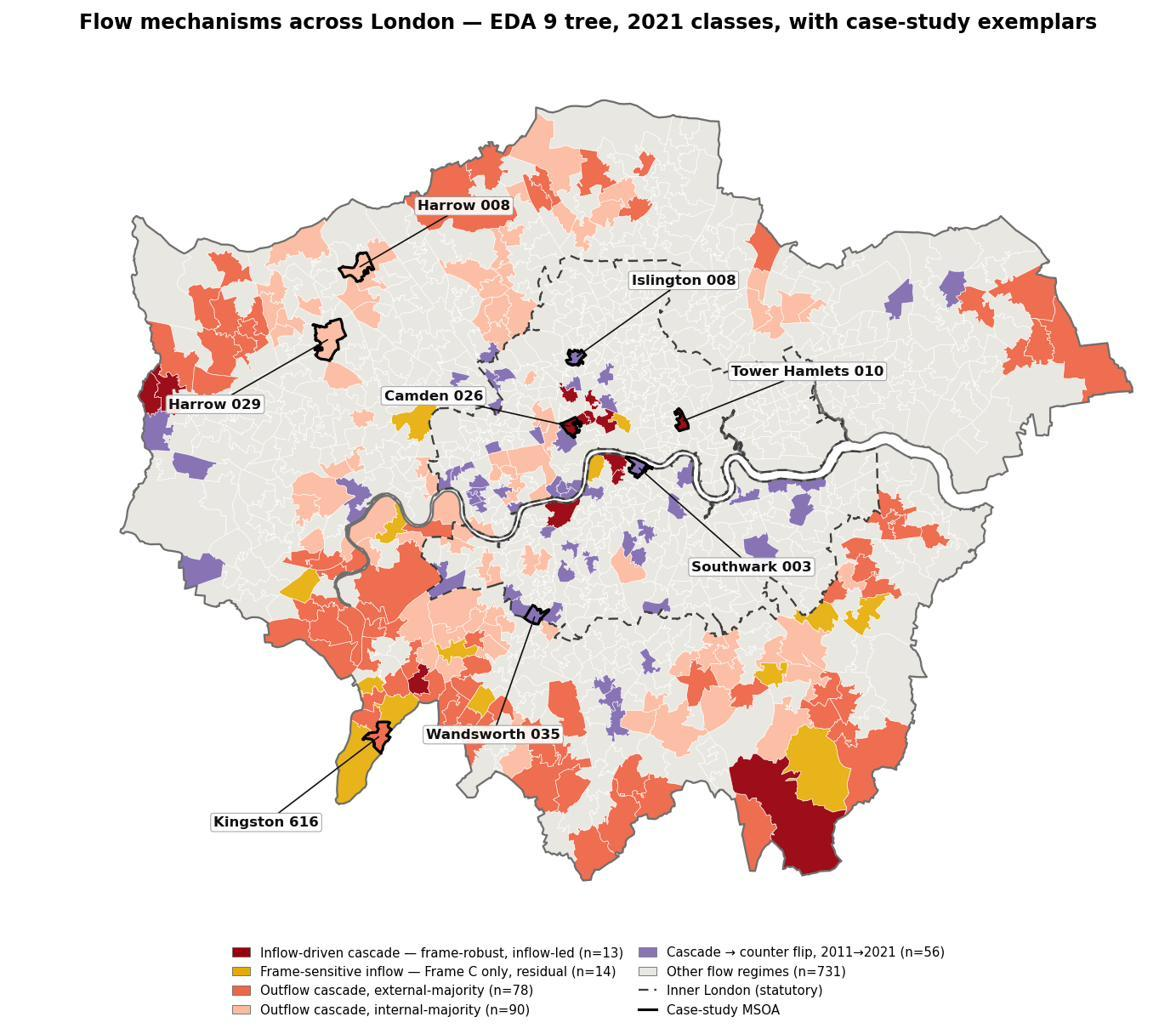 Flow mechanisms across London — EDA 9 tree, 2021 classes, with case-study exemplars
Harrow 008
Islington 008
Tower Hamlets 010
Camden 026
Harrow 029
Southwark 003
Wandsworth 035
Kingston 616
Inflow-driven cascade — frame-robust, inflow-led (n=13)
Frame-sensitive inflow — Frame C only, residual (n=14)
Outflow cascade, external-majority (n=78)
Outflow cascade, internal-majority (n=90)
Cascade → counter flip, 2011→2021 (n=56)
Other flow regimes (n=731)
Inner London (statutory)
Case-study MSOA